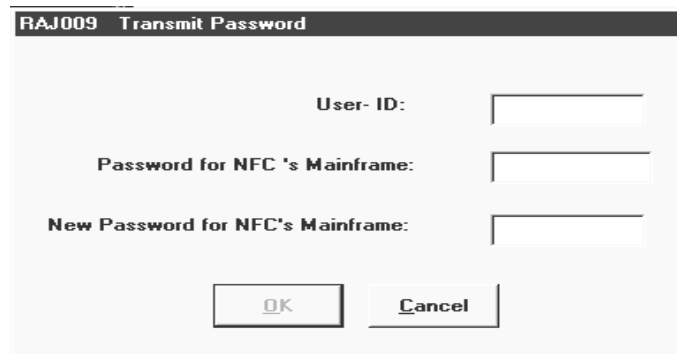 RAJ009 Transmit Password
User- ID:
Password for NFC 's Mainframe:
New Password for NFC's Mainframe:
OK Cancel